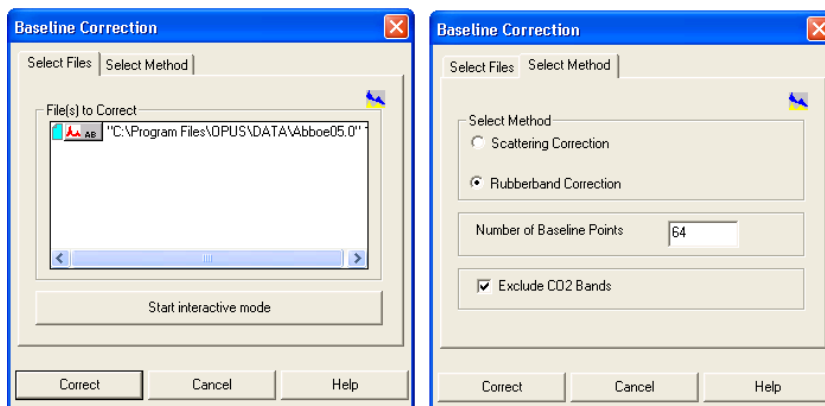 Baseline Correction
Select Files
Select Method
File(s) to Correct
AB "C:\Program Files\OPUS\DATA\Abboe05.0"
Start interactive mode
Correct
Cancel
Help
Baseline Correction
Select Files
Select Method
Select Method
Scattering Correction
Rubberband Correction
Number of Baseline Points
64
Exclude CO2 Bands
Correct
Cancel
Help